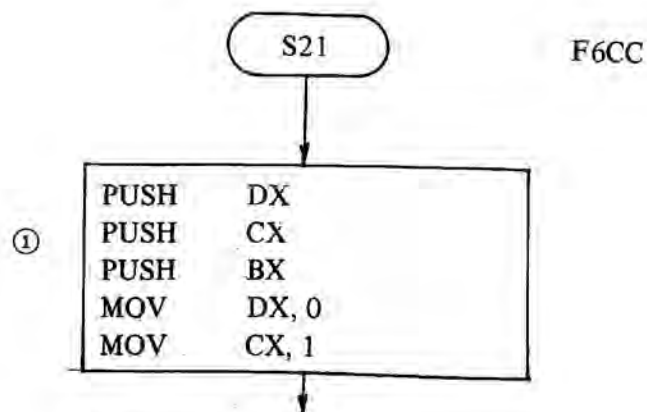 S21
F6CC
①
PUSH DX
PUSH CX
PUSH BX
MOV DX, 0
MOV CX, 1